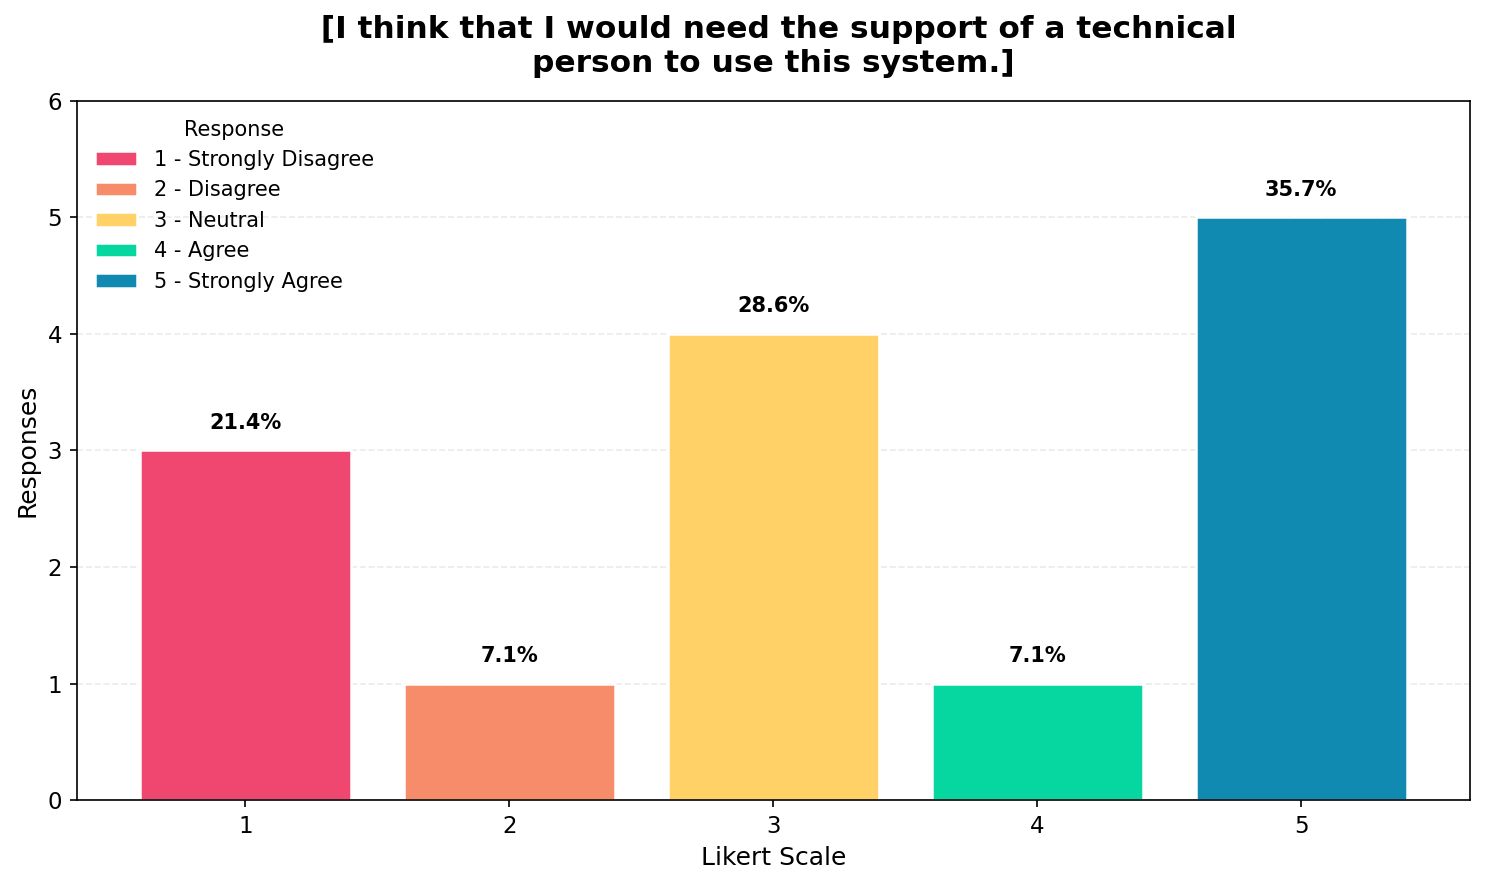 [I think that I would need the support of a technical
person to use this system.]
6
5
4
3
2
1
0
Responses
Response
1 - Strongly Disagree
2 - Disagree
3 - Neutral
4 - Agree
5 - Strongly Agree
21.4%
7.1%
28.6%
7.1%
35.7%
1
2
3
4
5
Likert Scale